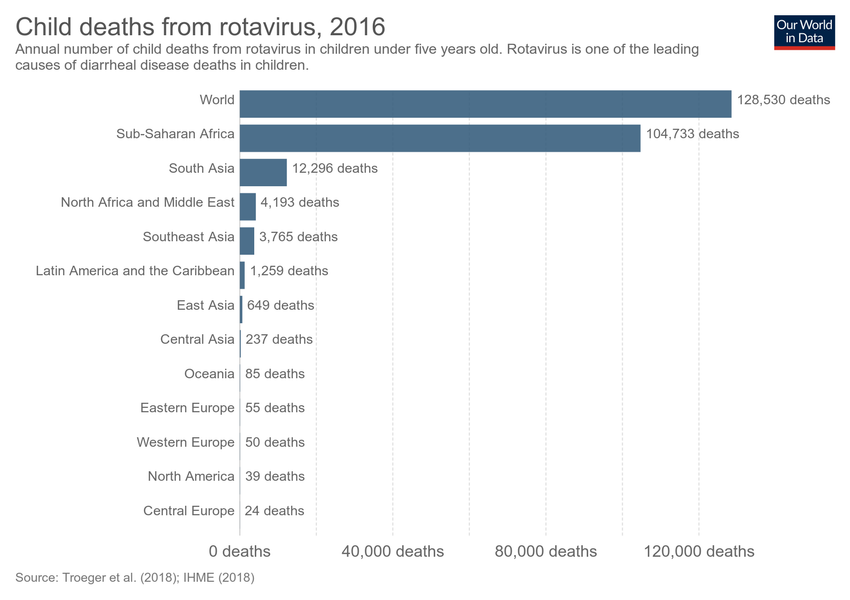 Child deaths from rotavirus, 2016
Our World
in Data
Annual number of child deaths from rotavirus in children under five years old. Rotavirus is one of the leading
causes of diarrheal disease deaths in children.
World 128,530 deaths
Sub-Saharan Africa 104,733 deaths
South Asia 12,296 deaths
North Africa and Middle East 4,193 deaths
Southeast Asia 3,765 deaths
Latin America and the Caribbean 1,259 deaths
East Asia 649 deaths
Central Asia 237 deaths
Oceania 85 deaths
Eastern Europe 55 deaths
Western Europe 50 deaths
North America 39 deaths
Central Europe 24 deaths
0 deaths 40,000 deaths 80,000 deaths 120,000 deaths
Source: Troeger et al. (2018); IHME (2018)